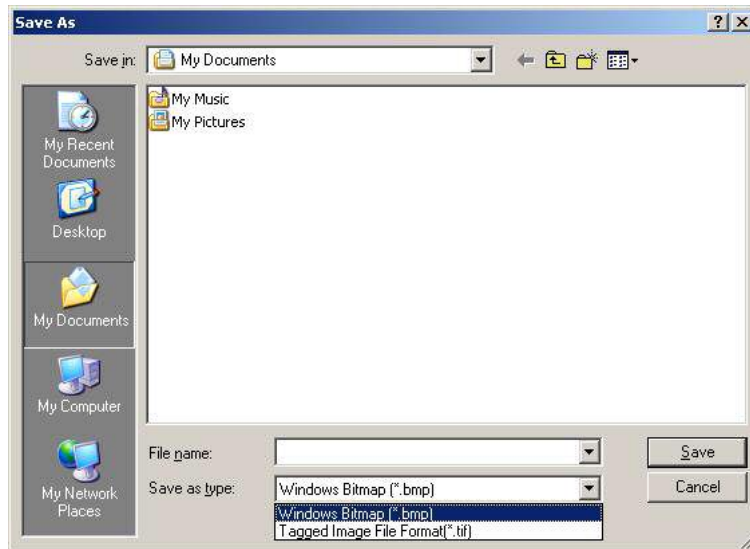 Save As
Save in: My Documents
My Music
My Pictures
My Recent
Documents
Desktop
My Documents
My Computer
My Network
Places
File name:
Save
Save as type: Windows Bitmap (*.bmp)
Cancel
Windows Bitmap (*.bmp)
Tagged Image File Format(*.tif)